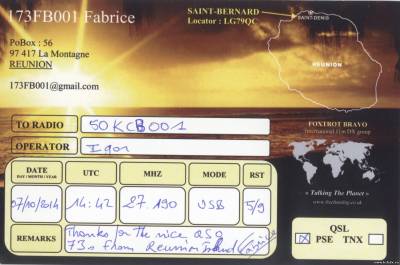 173FB001 Fabrice
SAINT-BERNARD
Locator : LG79QC
SAINT-DENIS
PoBox : 56
97 417 La Montagne
REUNION
REUNION
173FB001@gmail.com
TO RADIO 50KCB001
FOXTROT BRAVO
International 11m DX group
OPERATOR Igor
DATE
DAY / MONTH / YEAR
UTC
MHZ
MODE
RST
07/10/2014
14:42
27.190
USB
5/9
« Talking The Planet »
QSL
PSE
TNX
REMARKS
Thanks for the nice QSO
73s from Reunion Island Fabrice